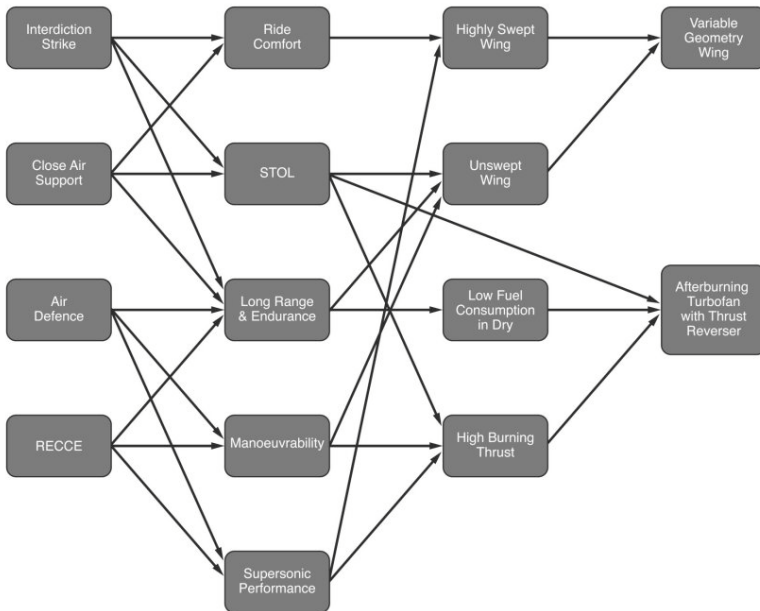 Interdiction
Strike
Ride
Comfort
Highly Swept
Wing
Variable
Geometry
Wing
Close Air
Support
STOL
Unswept
Wing
Air
Defence
Long Range
& Endurance
Low Fuel
Consumption
in Dry
Afterburning
Turbofan
with Thrust
Reverser
RECCE
Manoeuvrability
High Burning
Thrust
Supersonic
Performance